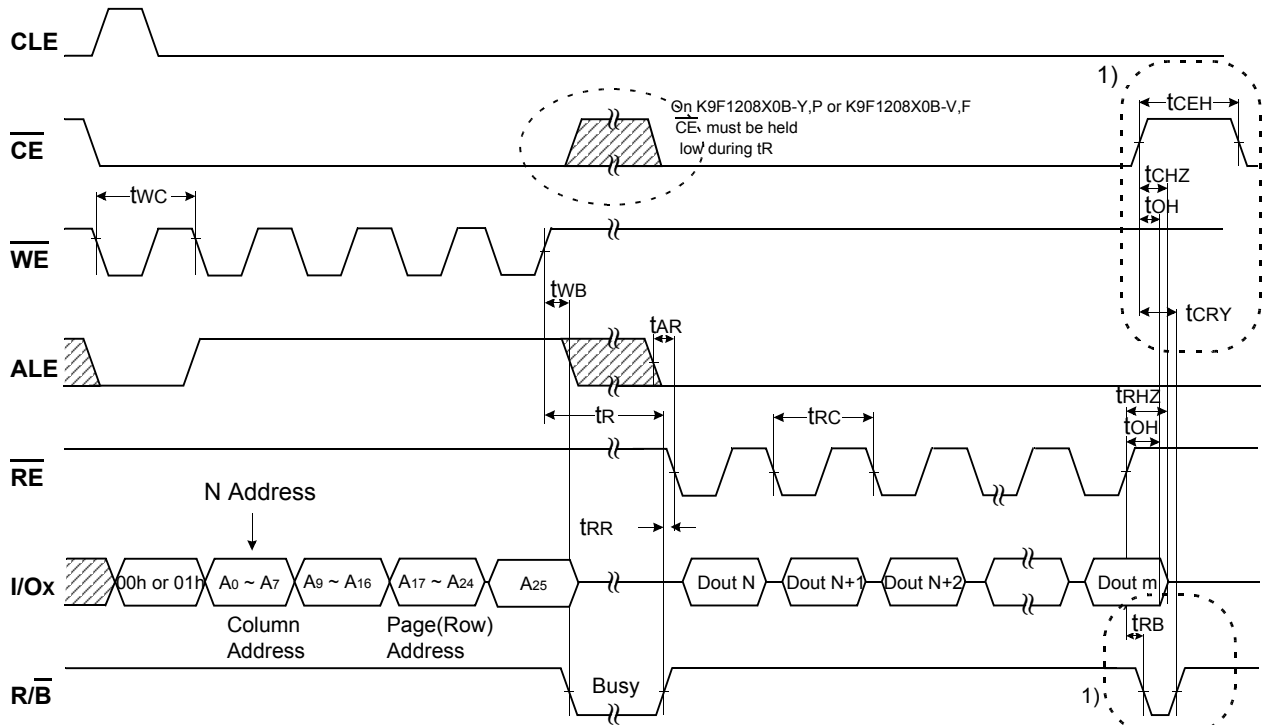 CLE
1)
tCEH
On K9F1208X0B-Y,P or K9F1208X0B-V,F
CE must be held
low during tR
CE
tCHZ
tWC
tOH
WE
tWB
tCRY
tAR
ALE
tRHZ
tR
tRC
tOH
RE
N Address
tRR
I/Ox
00h or 01h
A0 ~ A7
A9 ~ A16
A17 ~ A24
A25
Dout N
Dout N+1
Dout N+2
Dout m
Column
Address
Page(Row)
Address
tRB
Busy
R/B
1)